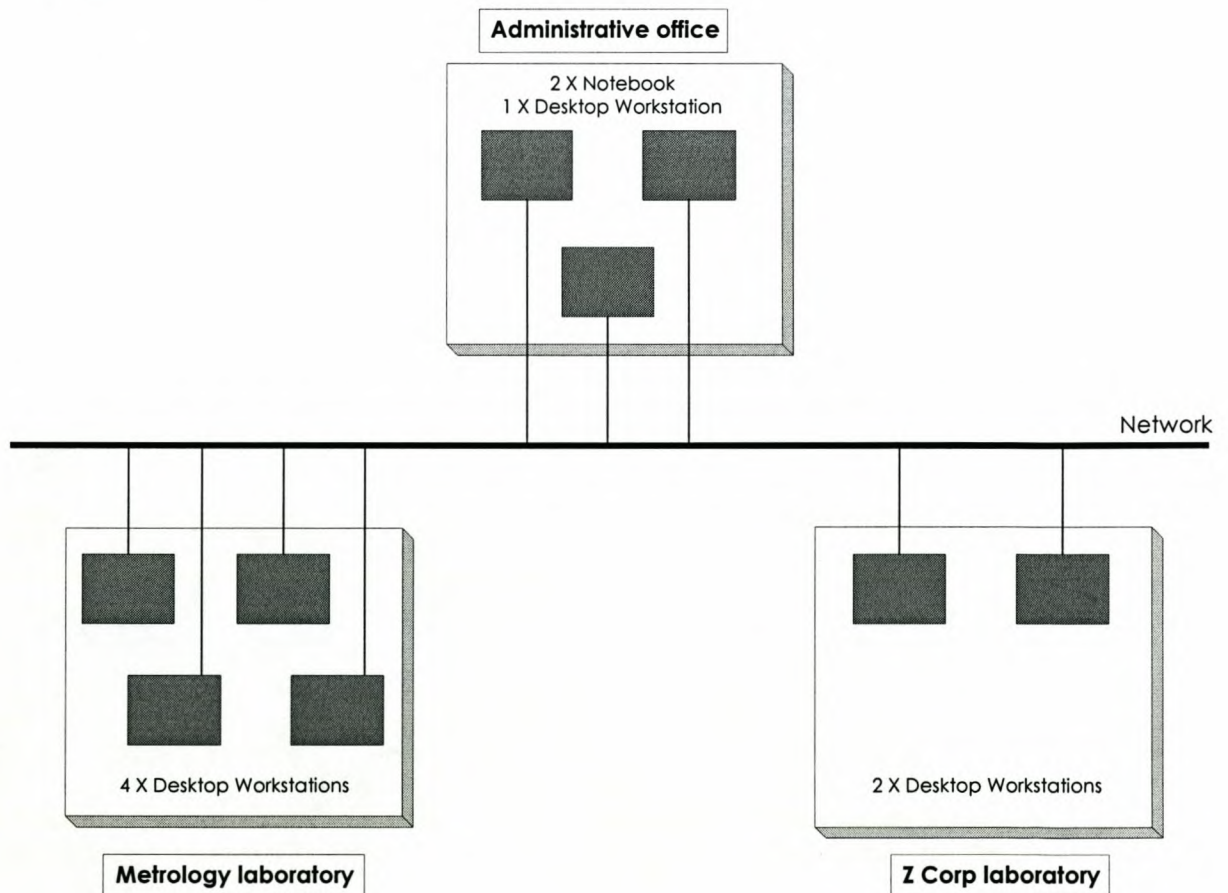 Administrative office
2 X Notebook
1 X Desktop Workstation
Network
4 X Desktop Workstations
2 X Desktop Workstations
Metrology laboratory
Z Corp laboratory